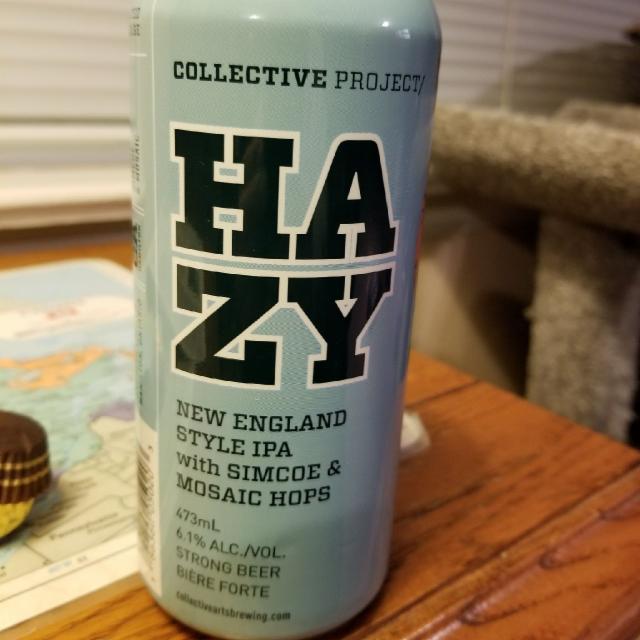 COLLECTIVE PROJECT/
HA
ZY
NEW ENGLAND
STYLE IPA
with SIMCOE &
MOSAIC HOPS
473mL
6.1% ALC./VOL.
STRONG BEER
BIÈRE FORTE
collectiveartsbrewing.com